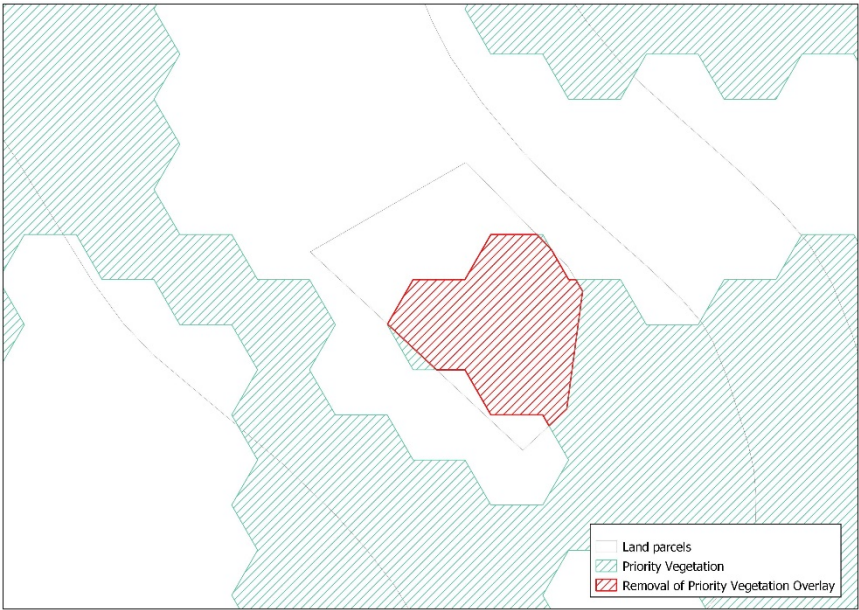 Land parcels
Priority Vegetation
Removal of Priority Vegetation Overlay